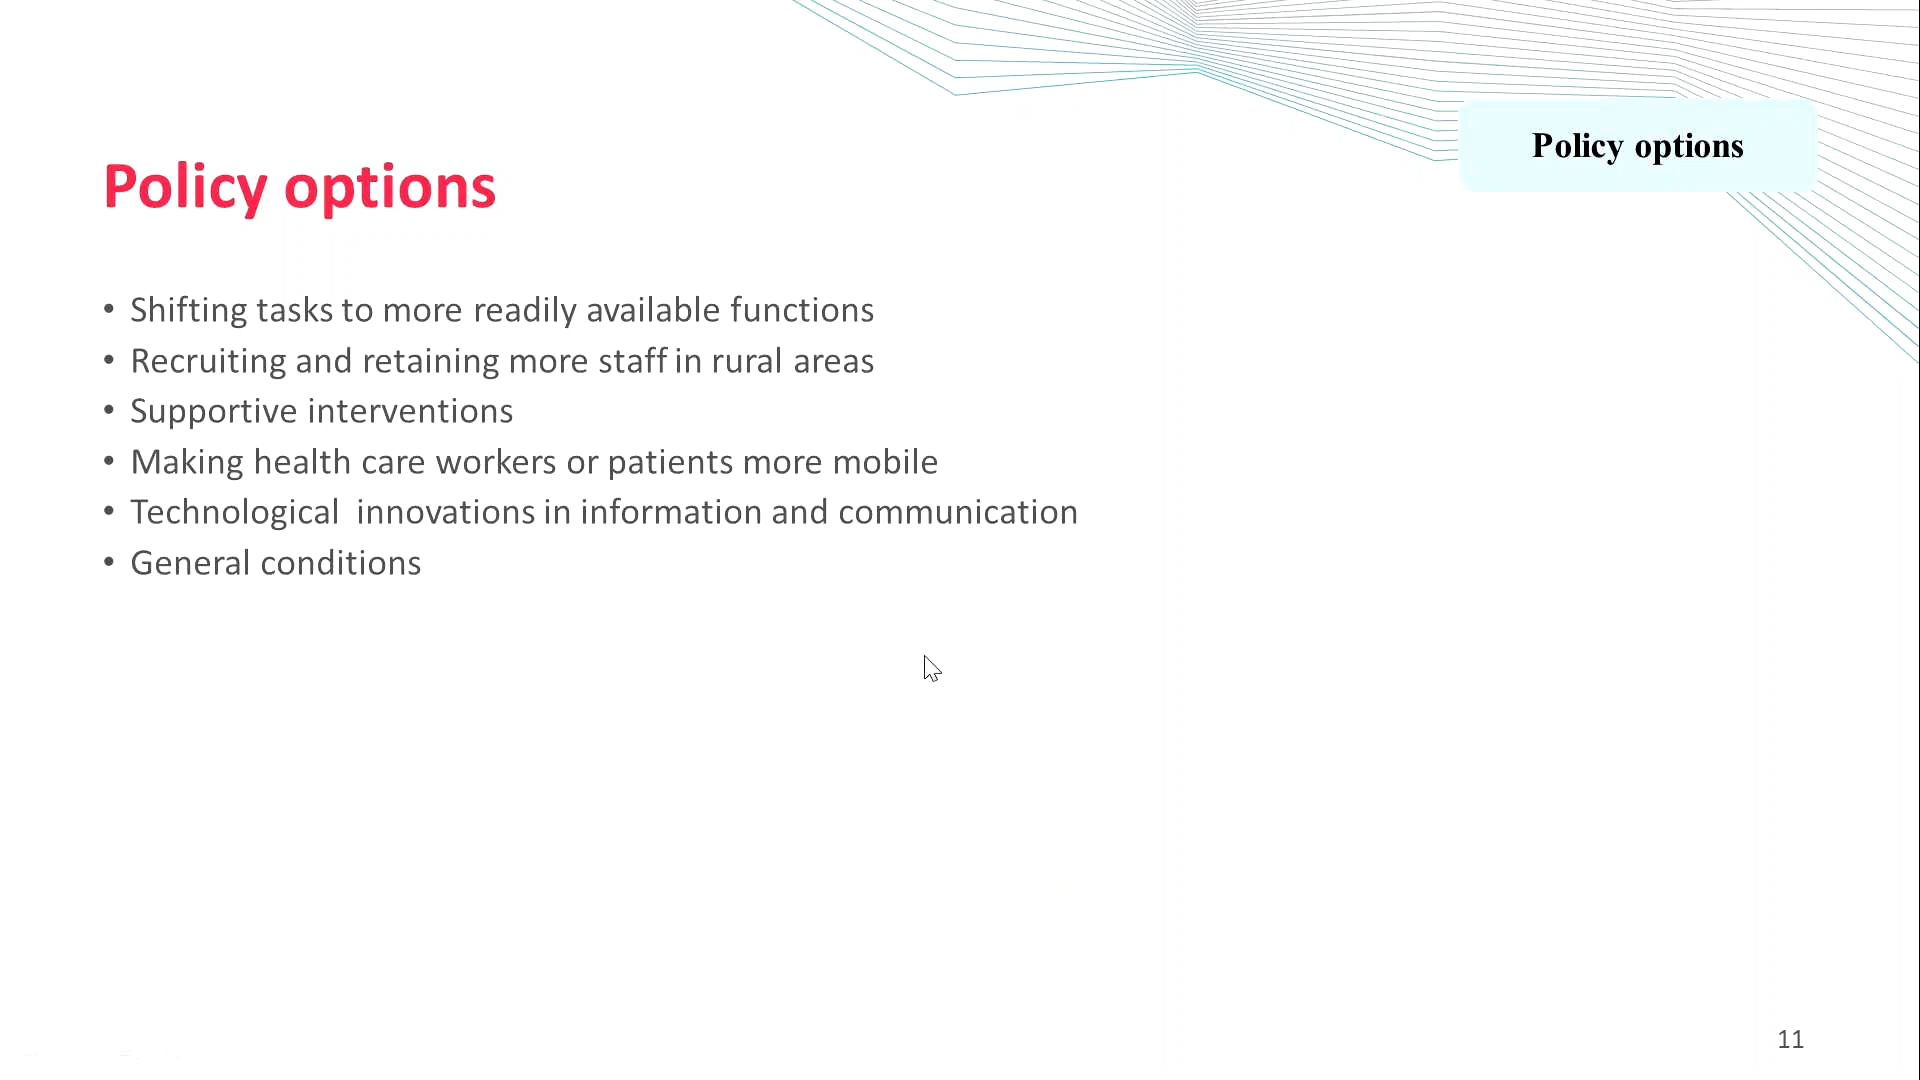 Policy options
Policy options
• Shifting tasks to more readily available functions
• Recruiting and retaining more staff in rural areas
• Supportive interventions
• Making health care workers or patients more mobile
• Technological innovations in information and communication
• General conditions
11